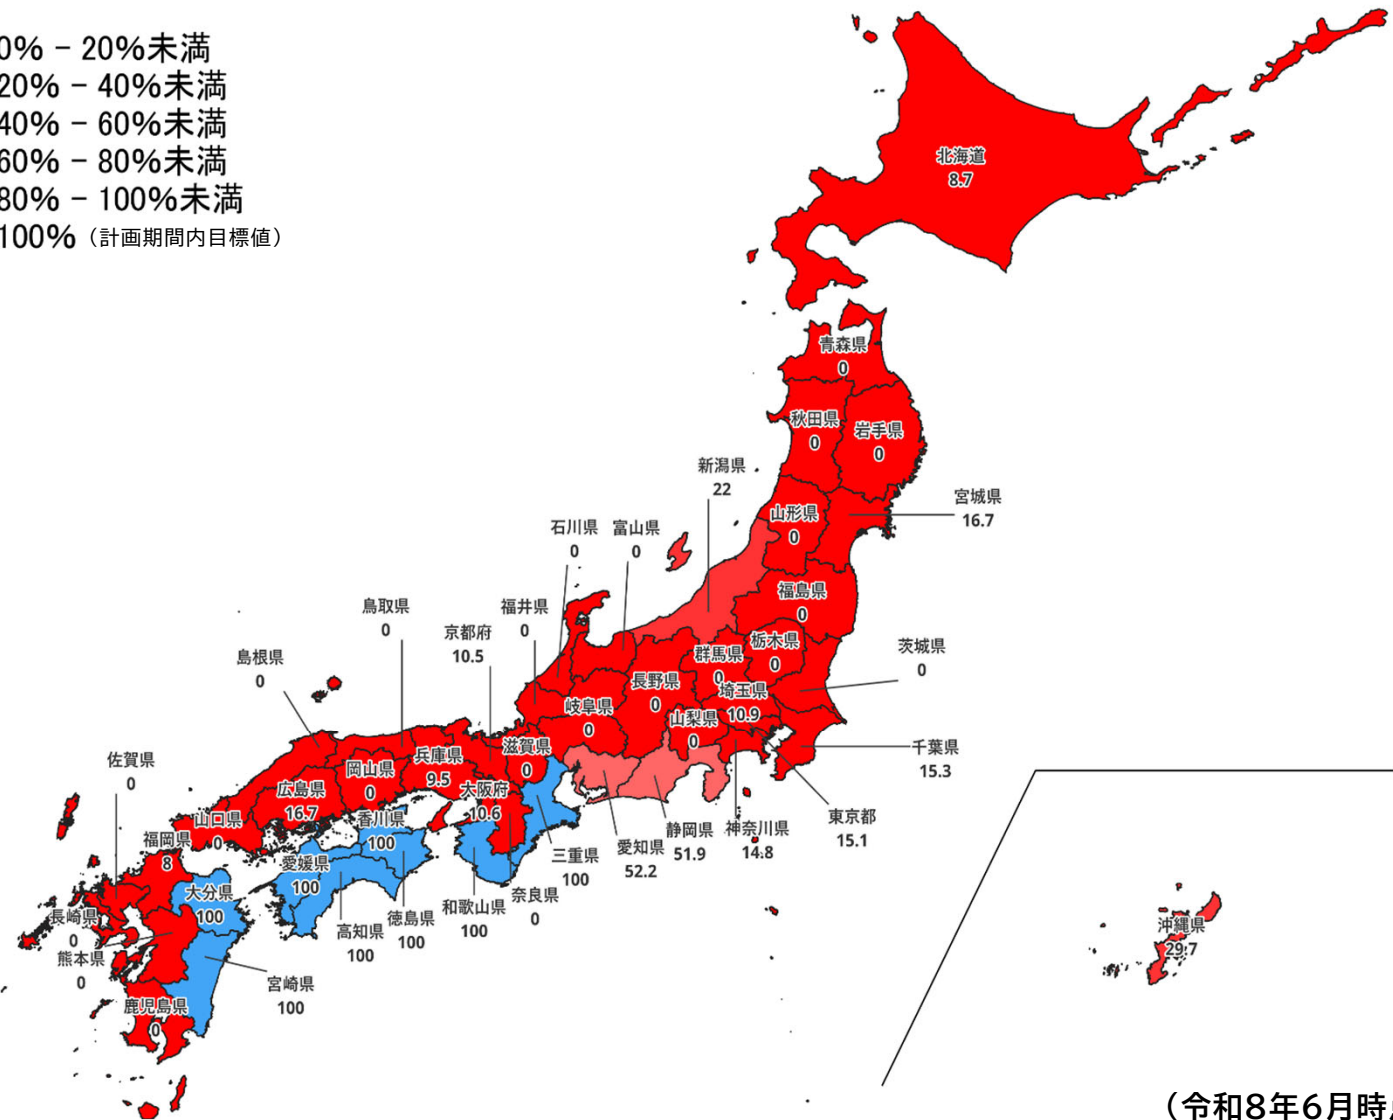 0% - 20%未満
20% - 40%未満
40% - 60%未満
60% - 80%未満
80% - 100%未満
100%（計画期間内目標値）
北海道
8.7
青森県
0
秋田県
0
岩手県
0
新潟県
22
宮城県
16.7
山形県
0
石川県
0
富山県
0
福島県
0
鳥取県
0
福井県
0
京都府
10.5
栃木県
0
茨城県
0
群馬県
0
島根県
0
長野県
0
埼玉県
10.9
岐阜県
0
山梨県
0
滋賀県
0
千葉県
15.3
佐賀県
0
兵庫県
9.5
岡山県
0
広島県
16.7
大阪府
10.6
香川県
100
山口県
0
東京都
15.1
神奈川県
14.8
静岡県
51.9
愛知県
52.2
三重県
100
福岡県
8
愛媛県
100
大分県
100
奈良県
0
和歌山県
100
徳島県
100
高知県
100
長崎県
0
熊本県
0
宮崎県
100
鹿児島県
0
沖縄県
29.7
（令和8年6月時